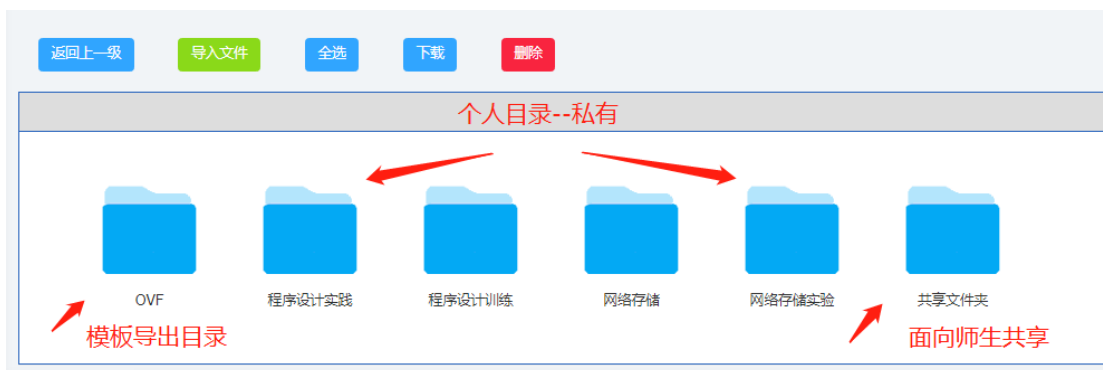 返回上一级 导入文件 全选 下载 删除
个人目录--私有
OVF 程序设计实践 程序设计训练 网络存储 网络存储实验 共享文件夹
模板导出目录 面向师生共享